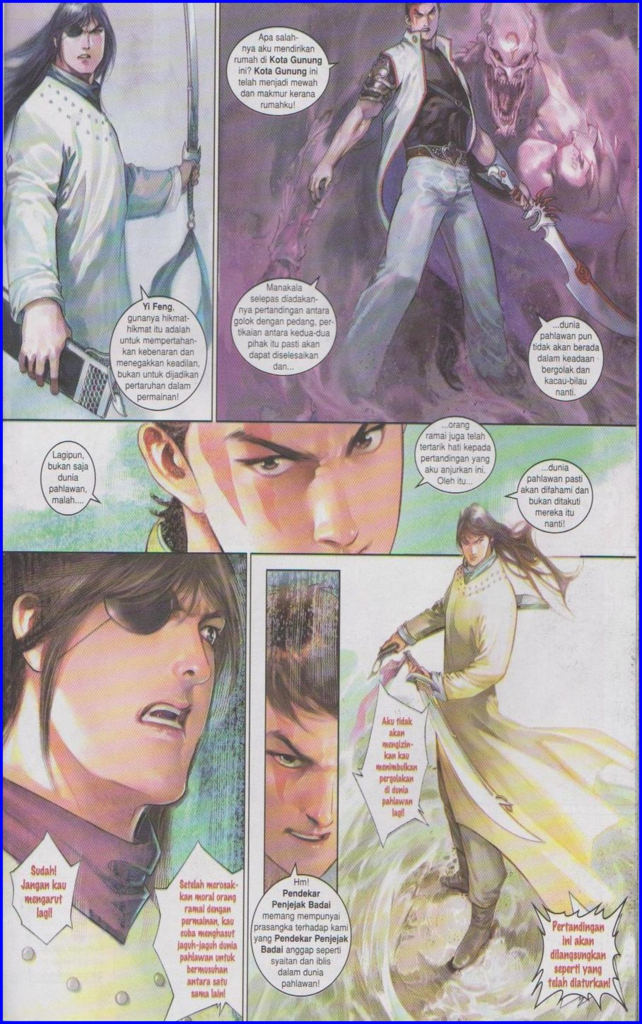 Yi Feng,
gunanya hikmat-
hikmat itu adalah
untuk mempertah-
ankan kebenaran dan
menegakkan keadilan,
bukan untuk dijadikan
pertaruhan dalam
permainan!
Apa salah-
nya aku mendirikan
rumah di Kota Gunung
ini? Kota Gunung ini
telah menjadi mewah
dan makmur kerana
rumahku!
Manakala
selepas diadakan-
nya pertandingan antara
golok dengan pedang, per-
tikaian antara kedua-dua
pihak itu pasti akan
dapat diselesaikan
dan...
...dunia
pahlawan pun
tidak akan berada
dalam keadaan
bergolak dan
kacau-bilau
nanti.
Lagipun,
bukan saja
dunia
pahlawan,
malah....
...orang
ramai juga telah
tertarik hati kepada
pertandingan yang
aku anjurkan ini.
Oleh itu...
...dunia
pahlawan pasti
akan difahami dan
bukan ditakuti
mereka itu
nanti!
Sudah!
Jangan kau
mengarut
lagi!
Setelah merosak-
kan moral orang
ramai dengan
permainan, kau
cuba menghasut
jaguh-jaguh dunia
pahlawan untuk
bermusuhan
antara satu
sama lain!
Hm!
Pendekar
Penjejak Badai
memang mempunyai
prasangka terhadap kami
yang Pendekar Penjejak
Badai anggap seperti
syaitan dan iblis
dalam dunia
pahlawan!
Aku tidak
akan
mengizin-
kan kau
menimbulkan
pergolakan
di dunia
pahlawan
lagi!
Pertandingan
ini akan
dilangsungkan
seperti yang
telah diaturkan!